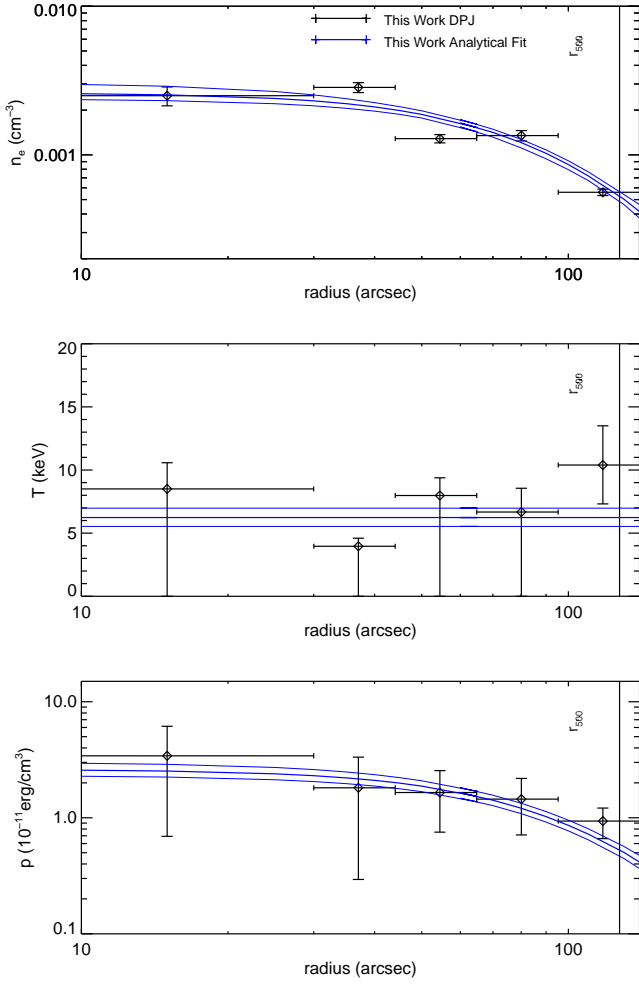 This Work DPJ
This Work Analytical Fit
r500
0.010
0.001
n_e (cm^−3)
10
100
radius (arcsec)
r500
20
15
10
5
0
T (keV)
10
100
radius (arcsec)
r500
10.0
1.0
0.1
p (10^−11 erg/cm^3)
10
100
radius (arcsec)